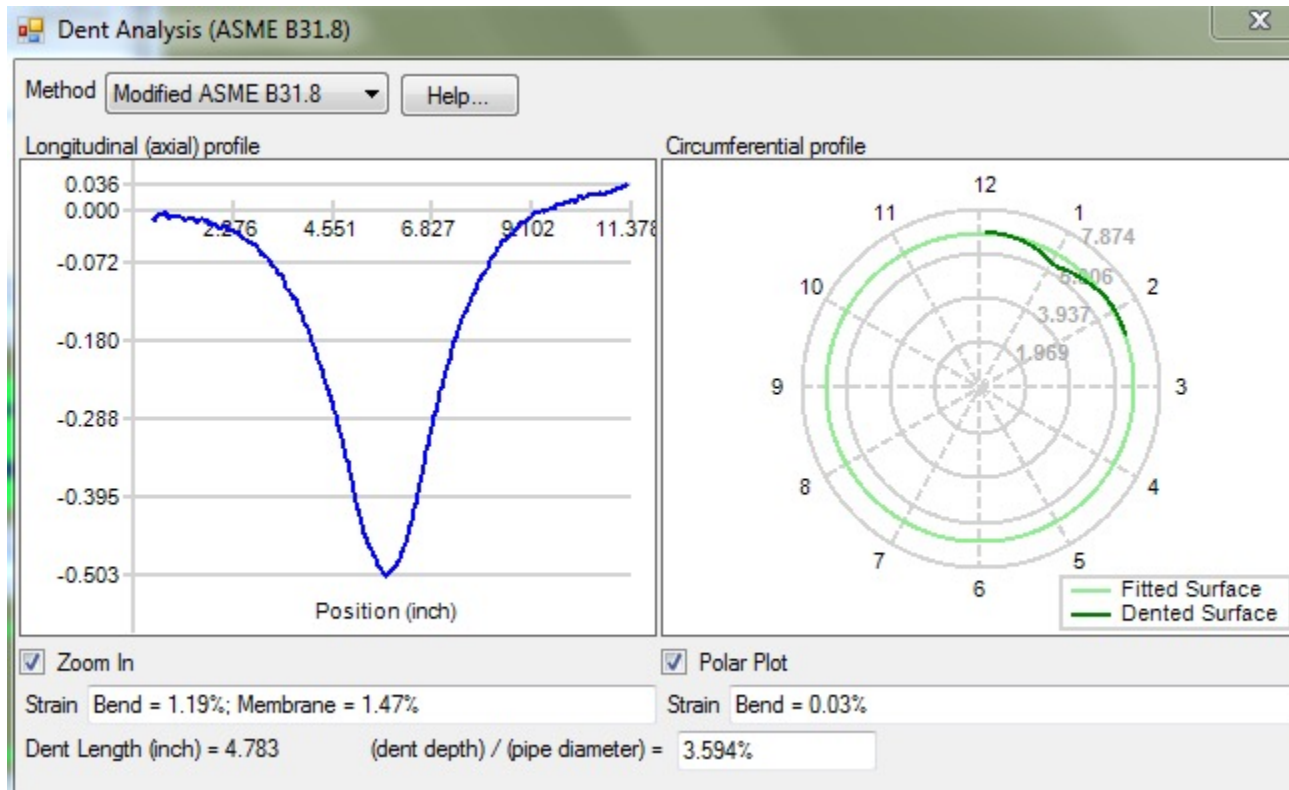 Dent Analysis (ASME B31.8)
X
Method Modified ASME B31.8 Help...
Longitudinal (axial) profile
0.036
0.000
2.276 4.551 6.827 9.102 11.378
-0.072
-0.180
-0.288
-0.395
-0.503
Position (inch)
Circumferential profile
12
11 1
7.874
10 2
3.937
1.969
9 3
8 4
7 5
6
Fitted Surface
Dented Surface
Zoom In
Polar Plot
Strain Bend = 1.19%; Membrane = 1.47%
Strain Bend = 0.03%
Dent Length (inch) = 4.783 (dent depth) / (pipe diameter) = 3.594%